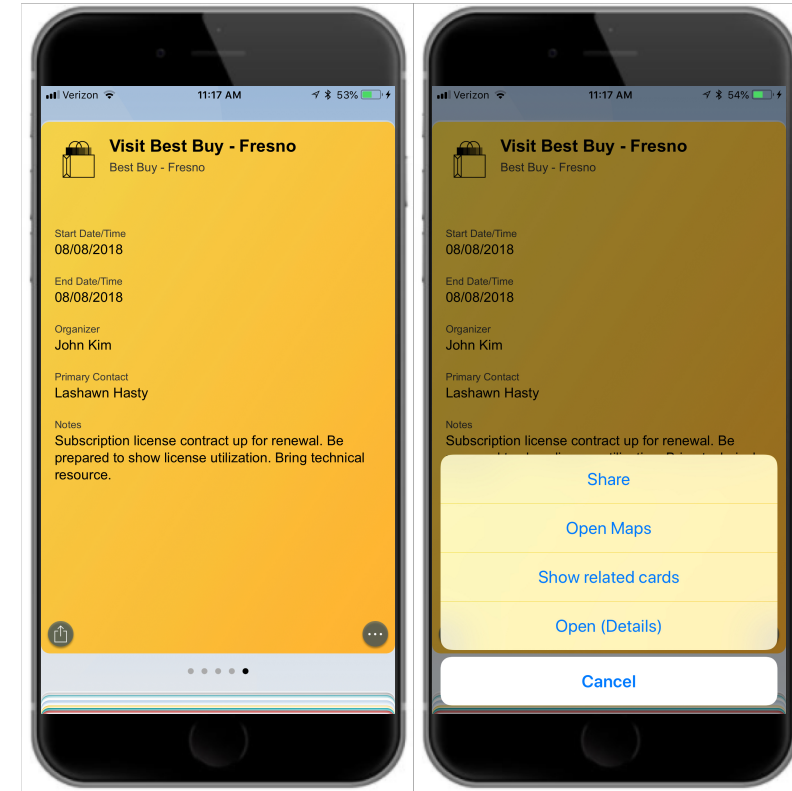 Verizon
11:17 AM
53%
Visit Best Buy - Fresno
Best Buy - Fresno
Start Date/Time
08/08/2018
End Date/Time
08/08/2018
Organizer
John Kim
Primary Contact
Lashawn Hasty
Notes
Subscription license contract up for renewal. Be
prepared to show license utilization. Bring technical
resource.
Verizon
11:17 AM
54%
Visit Best Buy - Fresno
Best Buy - Fresno
Start Date/Time
08/08/2018
End Date/Time
08/08/2018
Organizer
John Kim
Primary Contact
Lashawn Hasty
Notes
Subscription license contract up for renewal. Be
Share
Open Maps
Show related cards
Open (Details)
Cancel